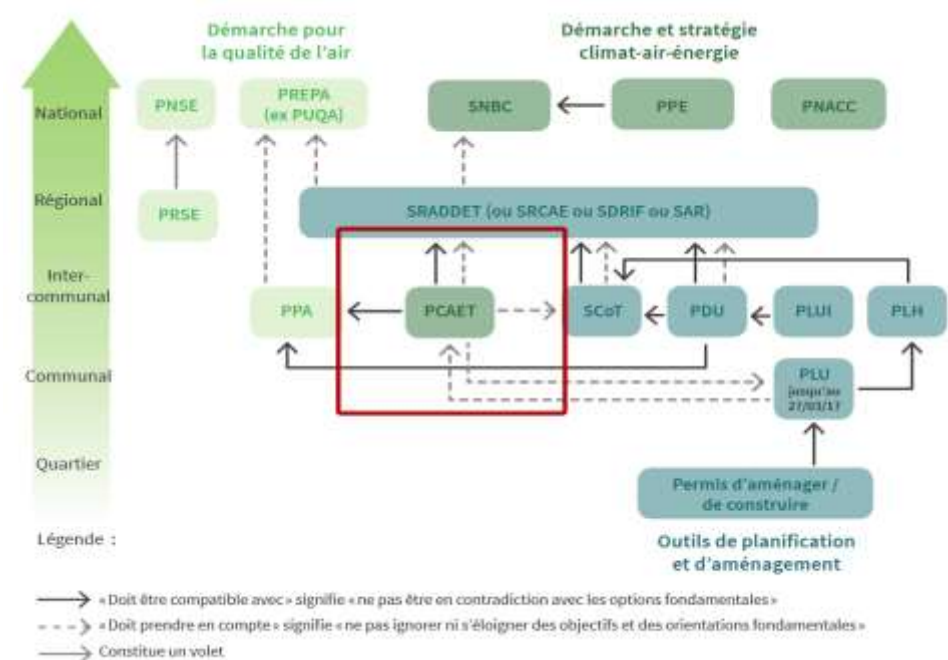 Démarche pour
la qualité de l'air
Démarche et stratégie
climat-air-énergie
National
PNSE
PREPA
(ex PUQA)
SNBC
PPE
PNACC
Régional
PRSE
SRADDET (ou SRCAE ou SDRIF ou SAR)
Inter-
communal
PPA
PCAET
SCoT
PDU
PLUI
PLH
Communal
PLU
jusqu'au
27/03/17
Quartier
Permis d'aménager /
de construire
Légende :
Outils de planification
et d'aménagement
«Doit être compatible avec» signifie «ne pas être en contradiction avec les options fondamentales»
«Doit prendre en compte» signifie «ne pas ignorer ni s'éloigner des objectifs et des orientations fondamentales»
Constitue un volet